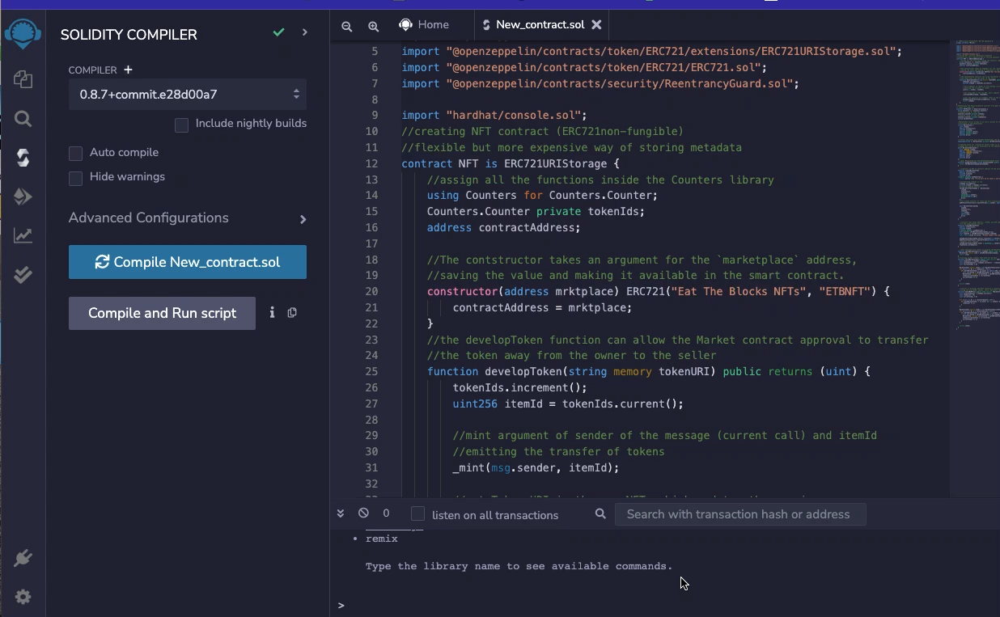 SOLIDITY COMPILER
COMPILER +
0.8.7+commit.e28d00a7
Include nightly builds
Auto compile
Hide warnings
Advanced Configurations
Compile New_contract.sol
Compile and Run script
Home
New_contract.sol
5 import "@openzeppelin/contracts/token/ERC721/extensions/ERC721URIStorage.sol";
6 import "@openzeppelin/contracts/token/ERC721/ERC721.sol";
7 import "@openzeppelin/contracts/security/ReentrancyGuard.sol";
8
9 import "hardhat/console.sol";
10 //creating NFT contract (ERC721non-fungible)
11 //flexible but more expensive way of storing metadata
12 contract NFT is ERC721URIStorage {
13 //assign all the functions inside the Counters library
14 using Counters for Counters.Counter;
15 Counters.Counter private tokenIds;
16 address contractAddress;
17
18 //The contstructor takes an argument for the `marketplace` address,
19 //saving the value and making it available in the smart contract.
20 constructor(address mrktplace) ERC721("Eat The Blocks NFTs", "ETBNFT") {
21 contractAddress = mrktplace;
22 }
23 //the developToken function can allow the Market contract approval to transfer
24 //the token away from the owner to the seller
25 function developToken(string memory tokenURI) public returns (uint) {
26 tokenIds.increment();
27 uint256 itemId = tokenIds.current();
28
29 //mint argument of sender of the message (current call) and itemId
30 //emitting the transfer of tokens
31 _mint(msg.sender, itemId);
32
0
listen on all transactions
Search with transaction hash or address
• remix
Type the library name to see available commands.
>